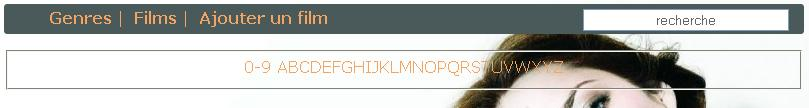 Genres | Films | Ajouter un film
recherche
0-9 ABCDEFGHIJKLMNOPQRSTUVWXYZ